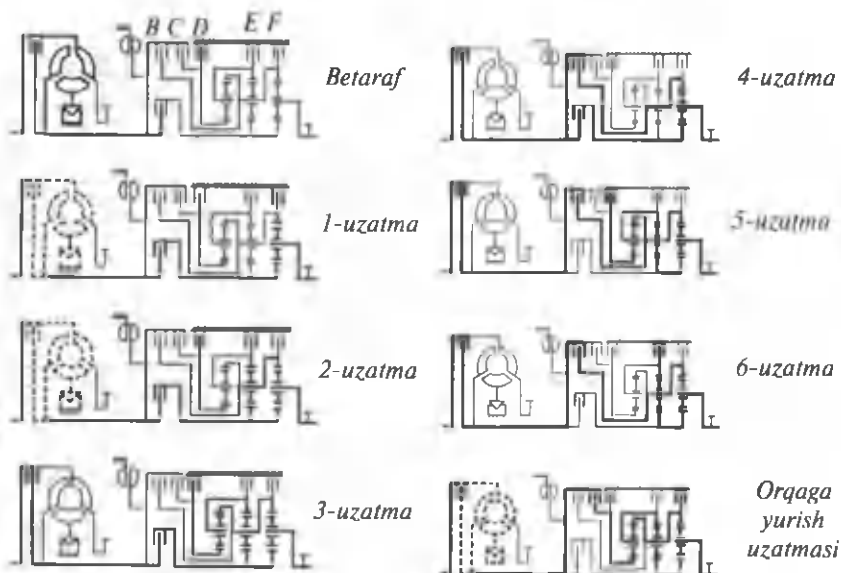 B C D E F
Betaraf
1-uzatma
2-uzatma
3-uzatma
4-uzatma
5-uzatma
6-uzatma
Orqaga
yurish
uzatmasi